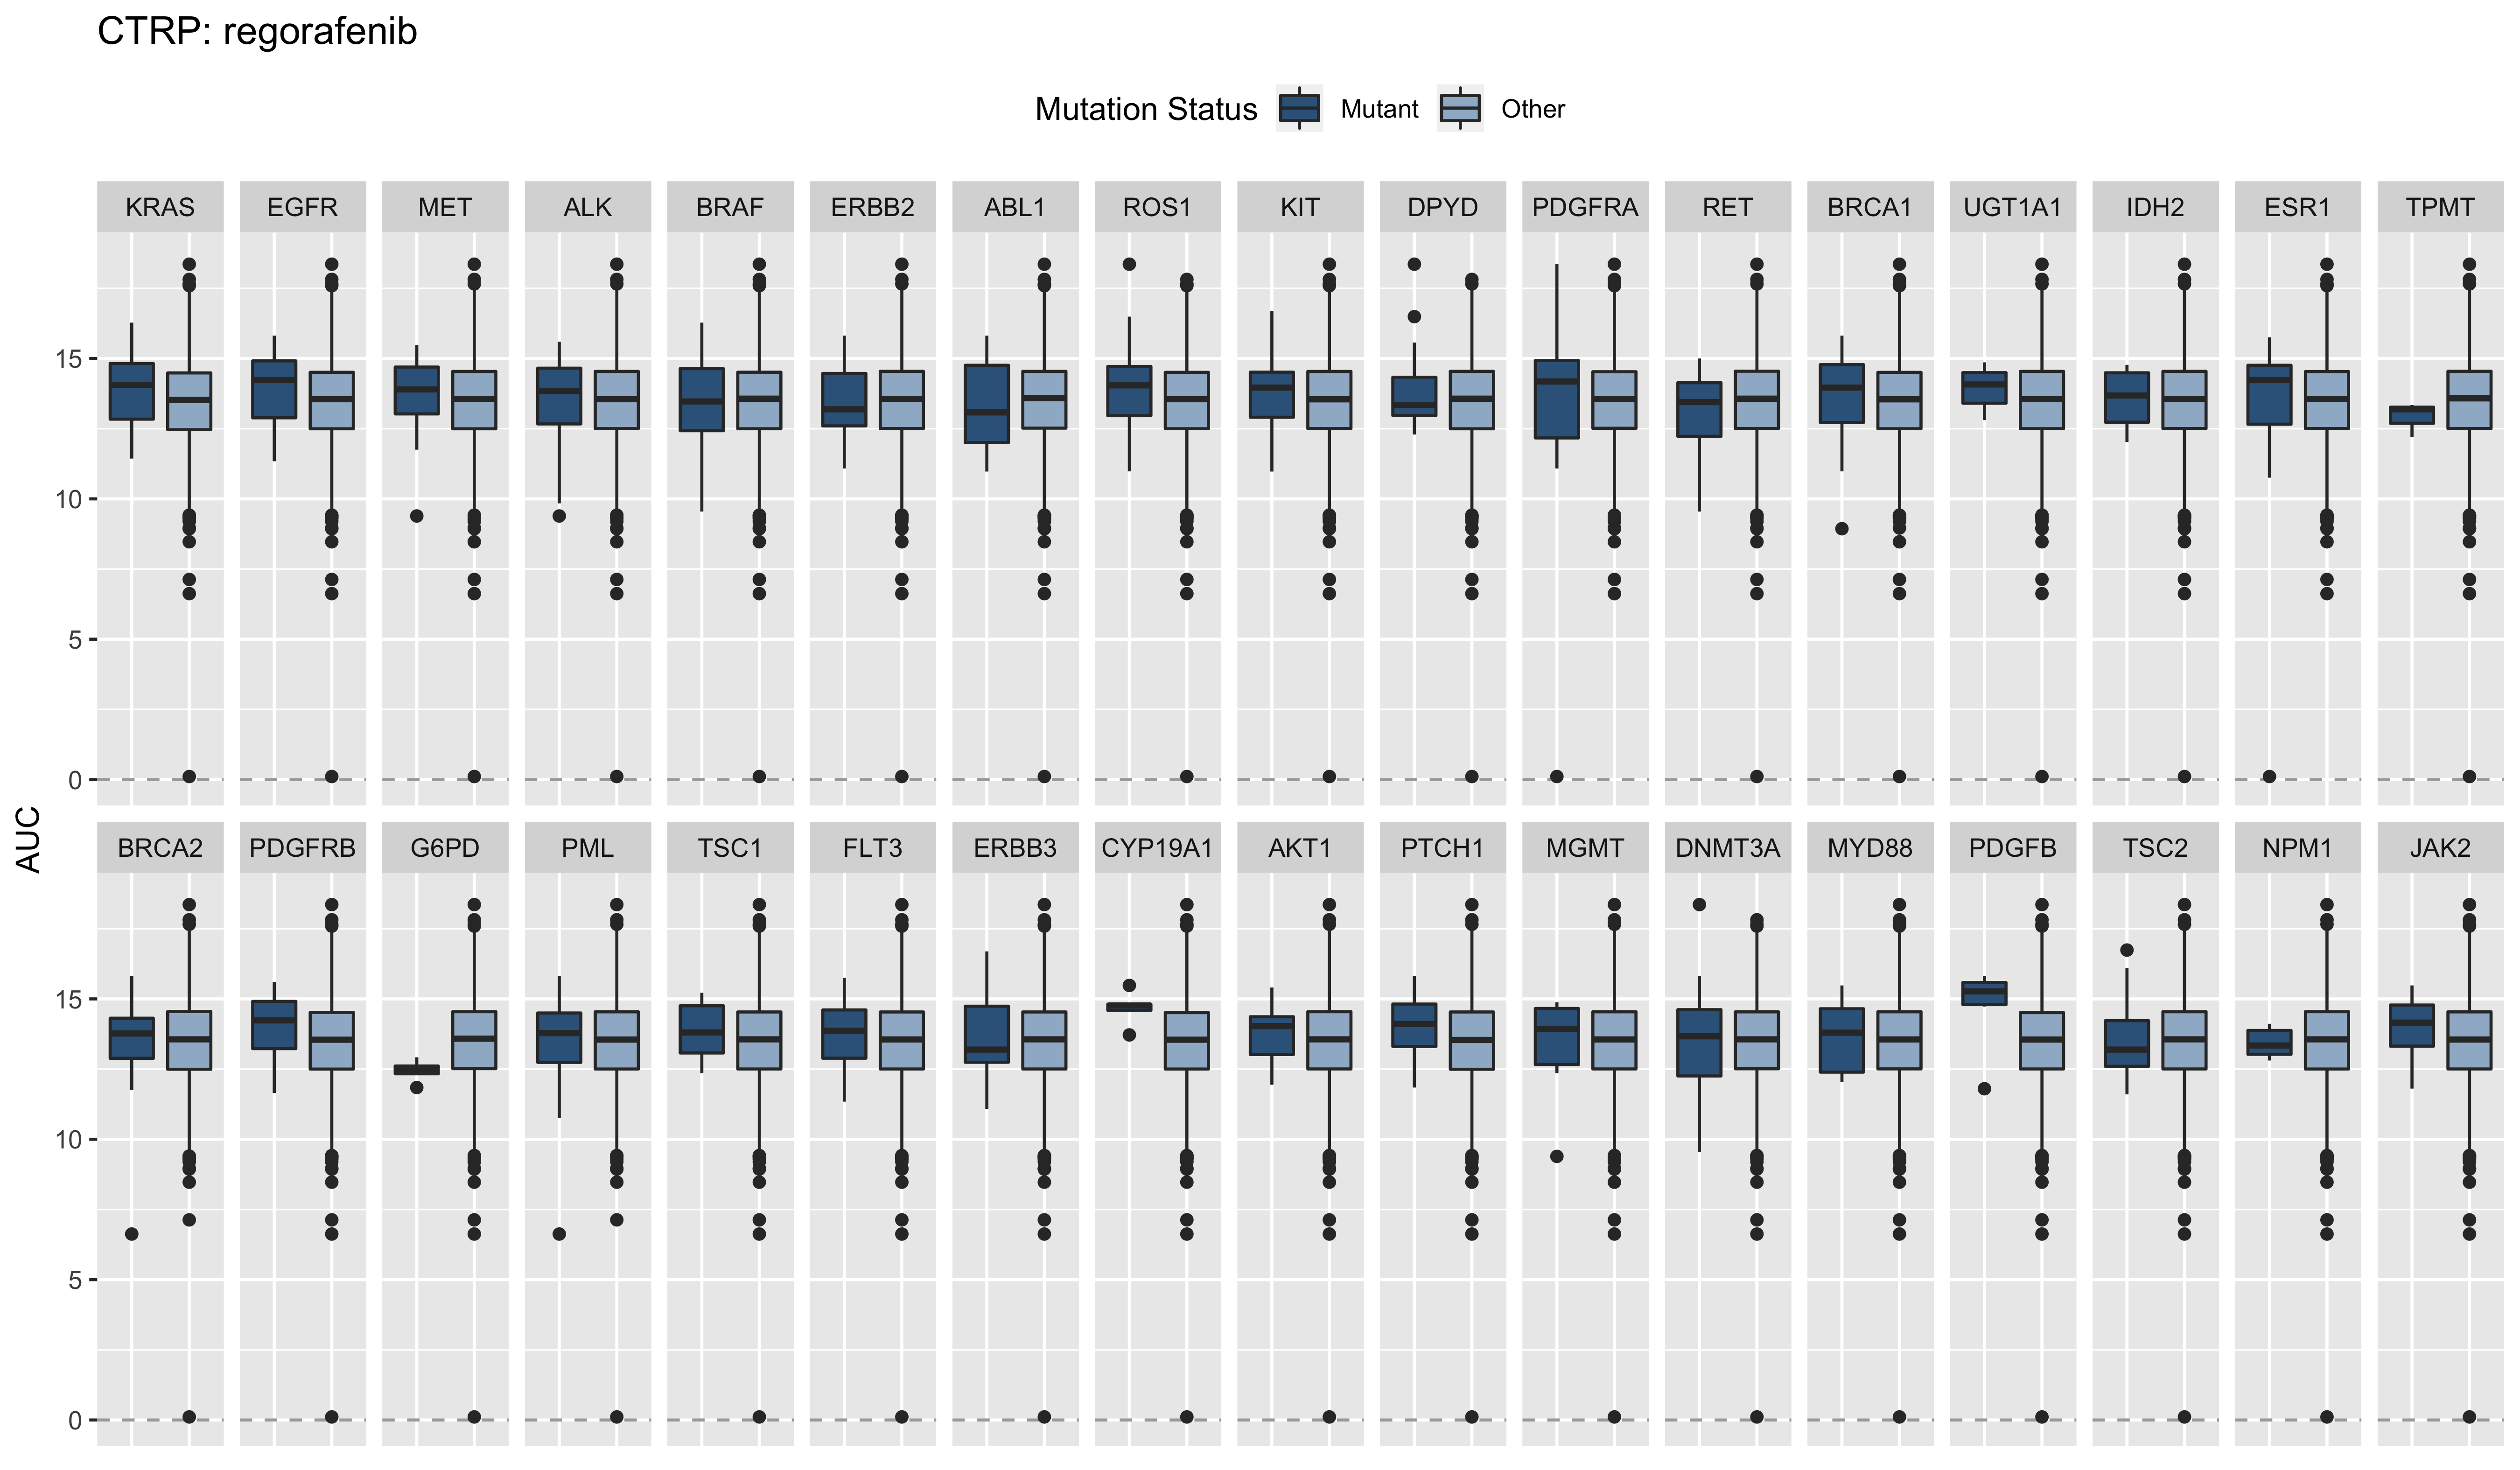 CTRP: regorafenib
Mutation Status Mutant Other
KRAS EGFR MET ALK BRAF ERBB2 ABL1 ROS1 KIT DPYD PDGFRA RET BRCA1 UGT1A1 IDH2 ESR1 TPMT
15
10
5
0
AUC
BRCA2 PDGFRB G6PD PML TSC1 FLT3 ERBB3 CYP19A1 AKT1 PTCH1 MGMT DNMT3A MYD88 PDGFB TSC2 NPM1 JAK2
15
10
5
0